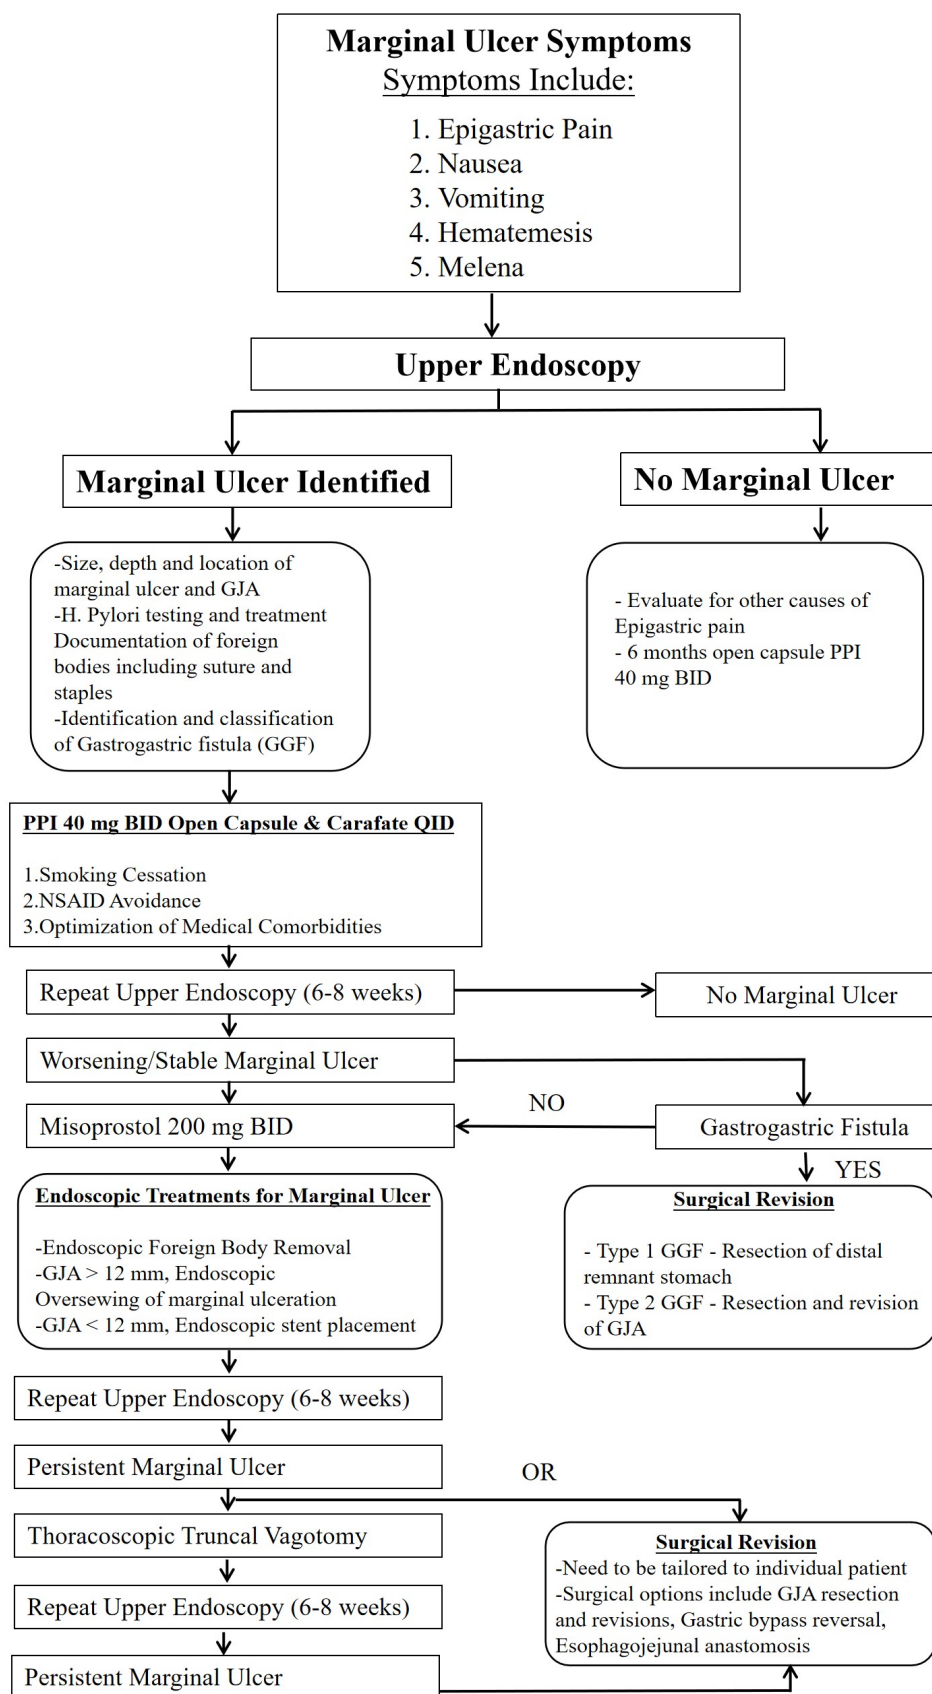 Marginal Ulcer Symptoms
Symptoms Include:
1. Epigastric Pain
2. Nausea
3. Vomiting
4. Hematemesis
5. Melena
Upper Endoscopy
Marginal Ulcer Identified
No Marginal Ulcer
-Size, depth and location of
marginal ulcer and GJA
-H. Pylori testing and treatment
Documentation of foreign
bodies including suture and
staples
-Identification and classification
of Gastrogastric fistula (GGF)
- Evaluate for other causes of
Epigastric pain
- 6 months open capsule PPI
40 mg BID
PPI 40 mg BID Open Capsule & Carafate QID
1.Smoking Cessation
2.NSAID Avoidance
3.Optimization of Medical Comorbidities
Repeat Upper Endoscopy (6-8 weeks)
No Marginal Ulcer
Worsening/Stable Marginal Ulcer
NO
Misoprostol 200 mg BID
Gastrogastric Fistula
YES
Endoscopic Treatments for Marginal Ulcer
-Endoscopic Foreign Body Removal
-GJA > 12 mm, Endoscopic
Oversewing of marginal ulceration
-GJA < 12 mm, Endoscopic stent placement
Surgical Revision
- Type 1 GGF - Resection of distal
remnant stomach
- Type 2 GGF - Resection and revision
of GJA
Repeat Upper Endoscopy (6-8 weeks)
Persistent Marginal Ulcer
OR
Thoracoscopic Truncal Vagotomy
Surgical Revision
-Need to be tailored to individual patient
-Surgical options include GJA resection
and revisions, Gastric bypass reversal,
Esophagojejunal anastomosis
Repeat Upper Endoscopy (6-8 weeks)
Persistent Marginal Ulcer